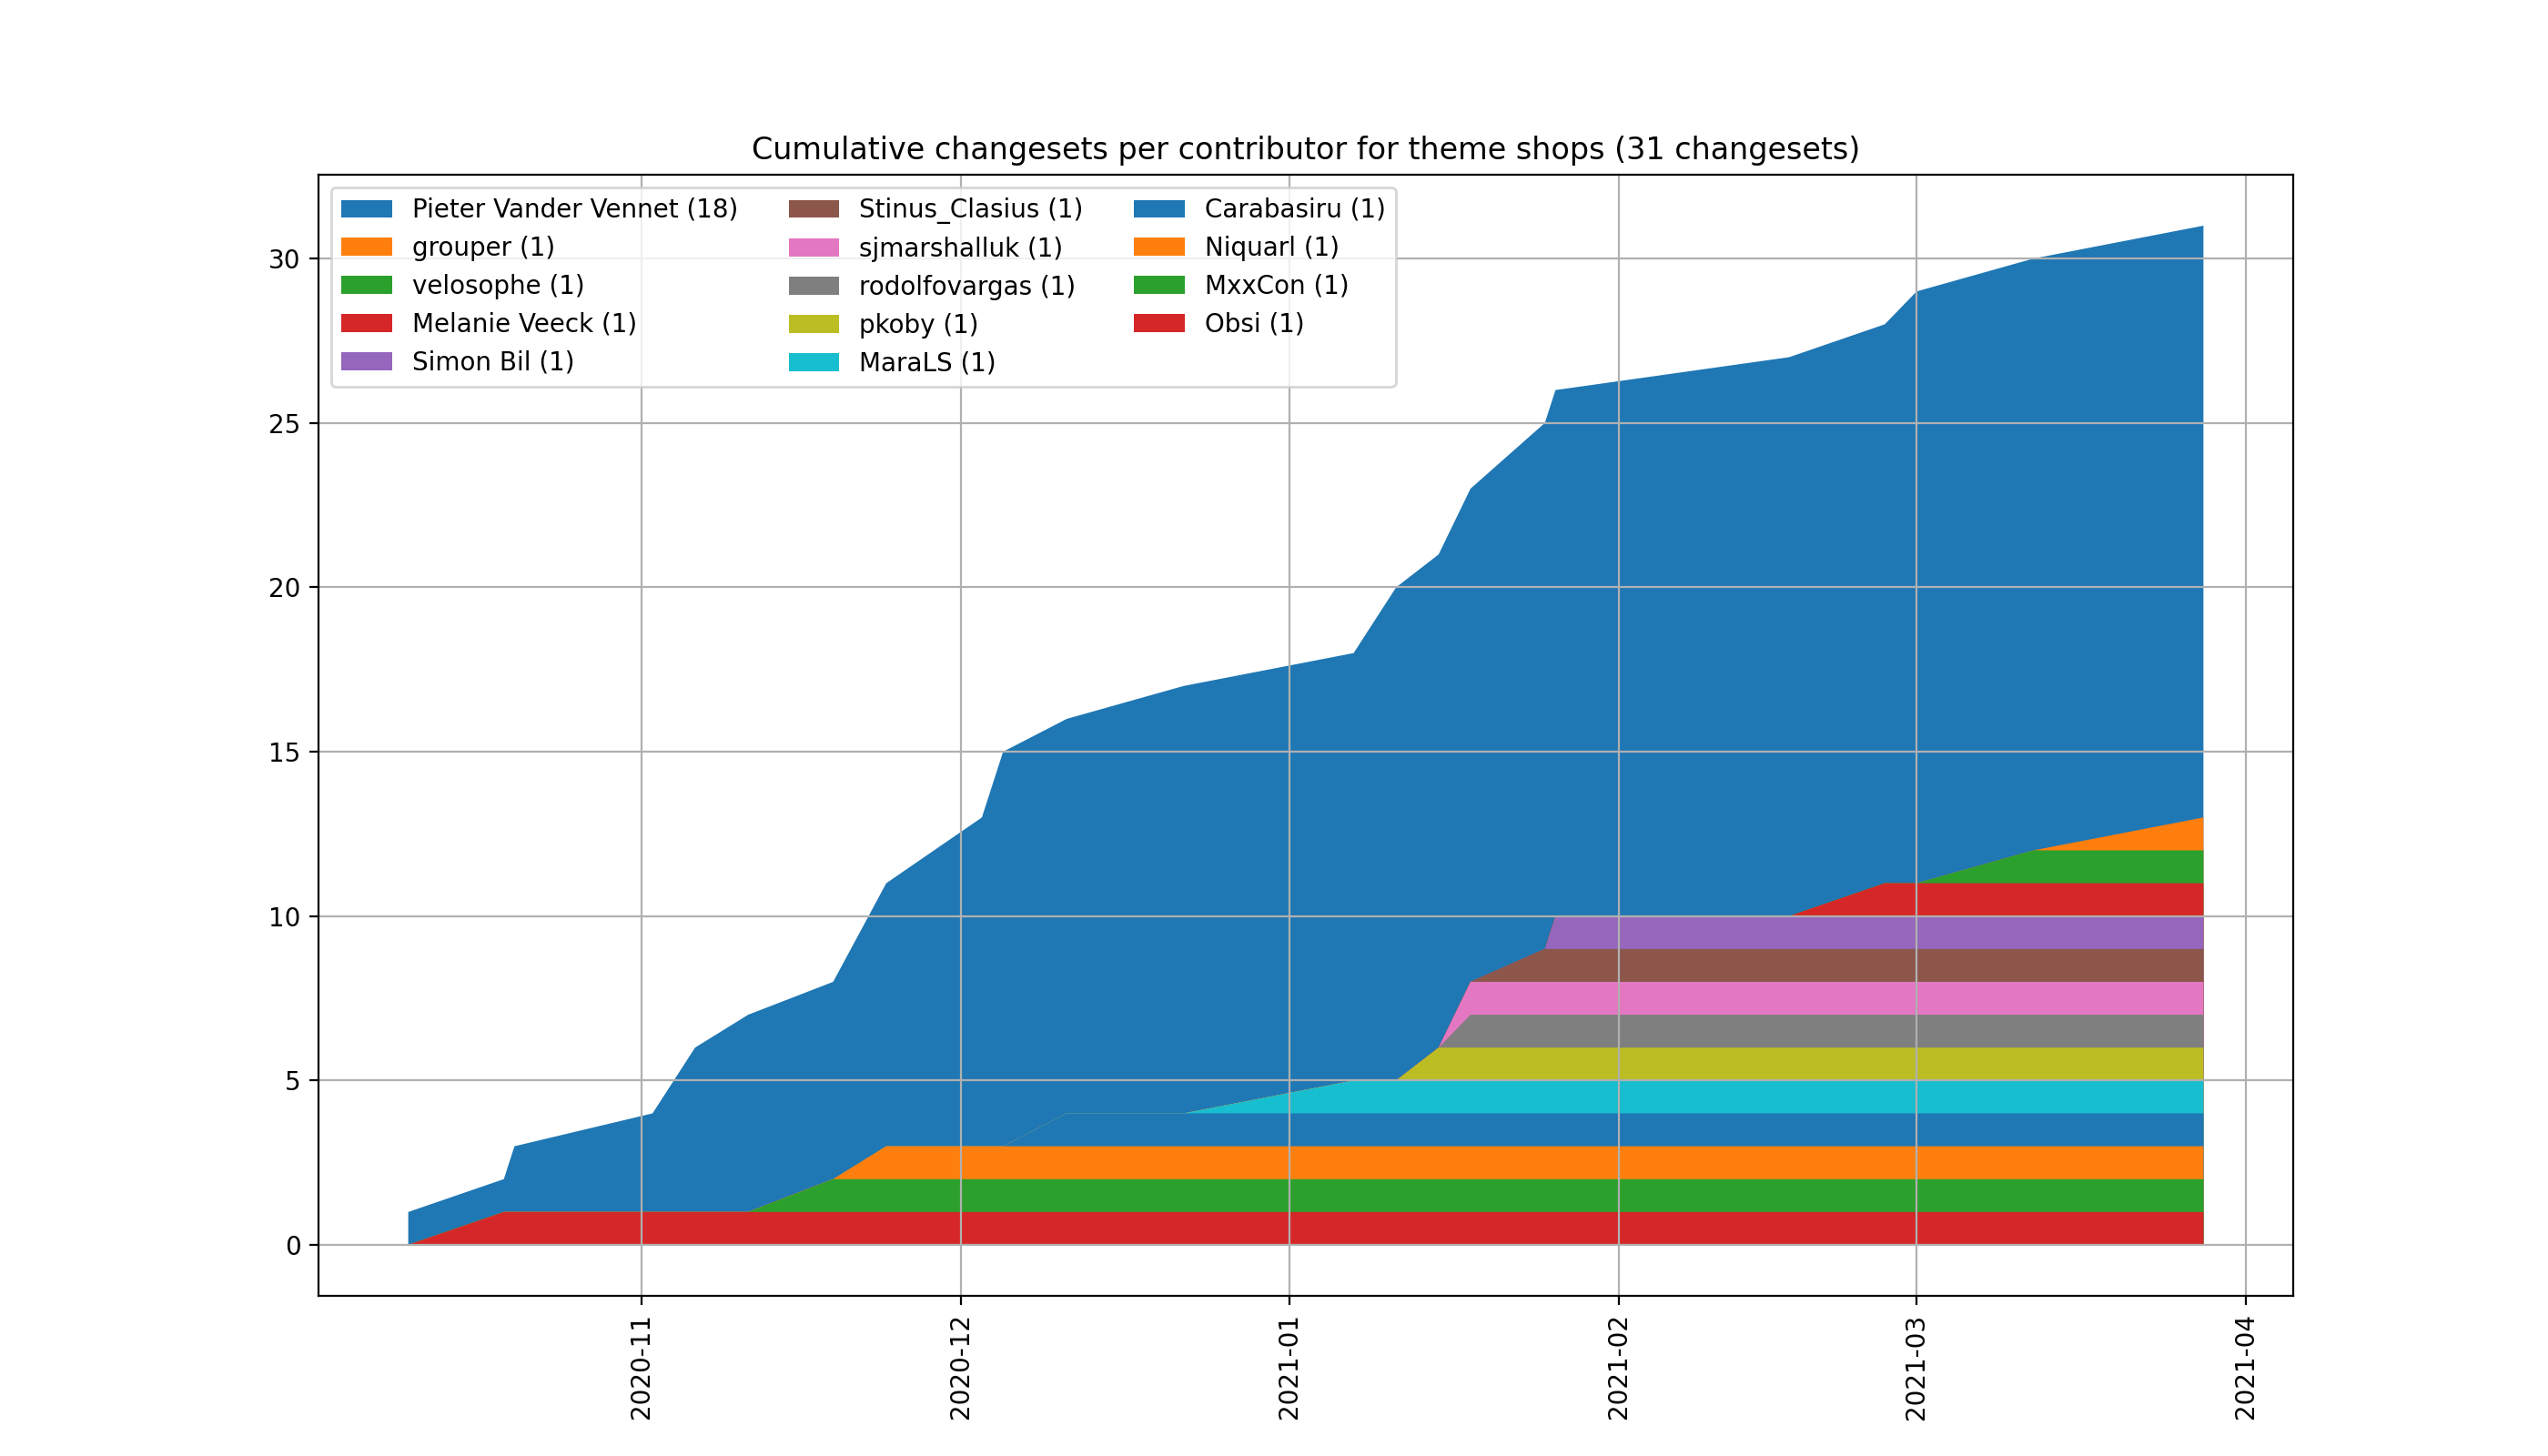 Cumulative changesets per contributor for theme shops (31 changesets)
Pieter Vander Vennet (18)
grouper (1)
velosophe (1)
Melanie Veeck (1)
Simon Bil (1)
Stinus_Clasius (1)
sjmarshalluk (1)
rodolfovargas (1)
pkoby (1)
MaraLS (1)
Carabasiru (1)
Niquarl (1)
MxxCon (1)
Obsi (1)
30
25
20
15
10
5
0
2020-11
2020-12
2021-01
2021-02
2021-03
2021-04